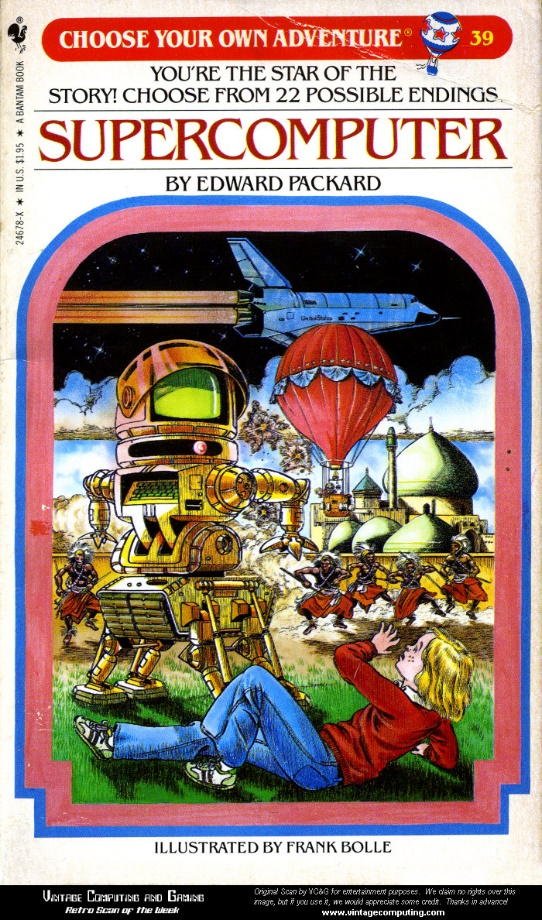 CHOOSE YOUR OWN ADVENTURE® 39
YOU'RE THE STAR OF THE
STORY! CHOOSE FROM 22 POSSIBLE ENDINGS
SUPERCOMPUTER
BY EDWARD PACKARD
24678-X ★ IN U.S. $1.95 ★ A BANTAM BOOK
UnitedStates
ILLUSTRATED BY FRANK BOLLE
VINTAGE COMPUTING AND GAMING
Retro Scan of the Week
Original Scan by VC&G for entertainment purposes. We claim no rights over this
image, but if you use it, we would appreciate some credit. Thanks in advance!
www.vintagecomputing.com